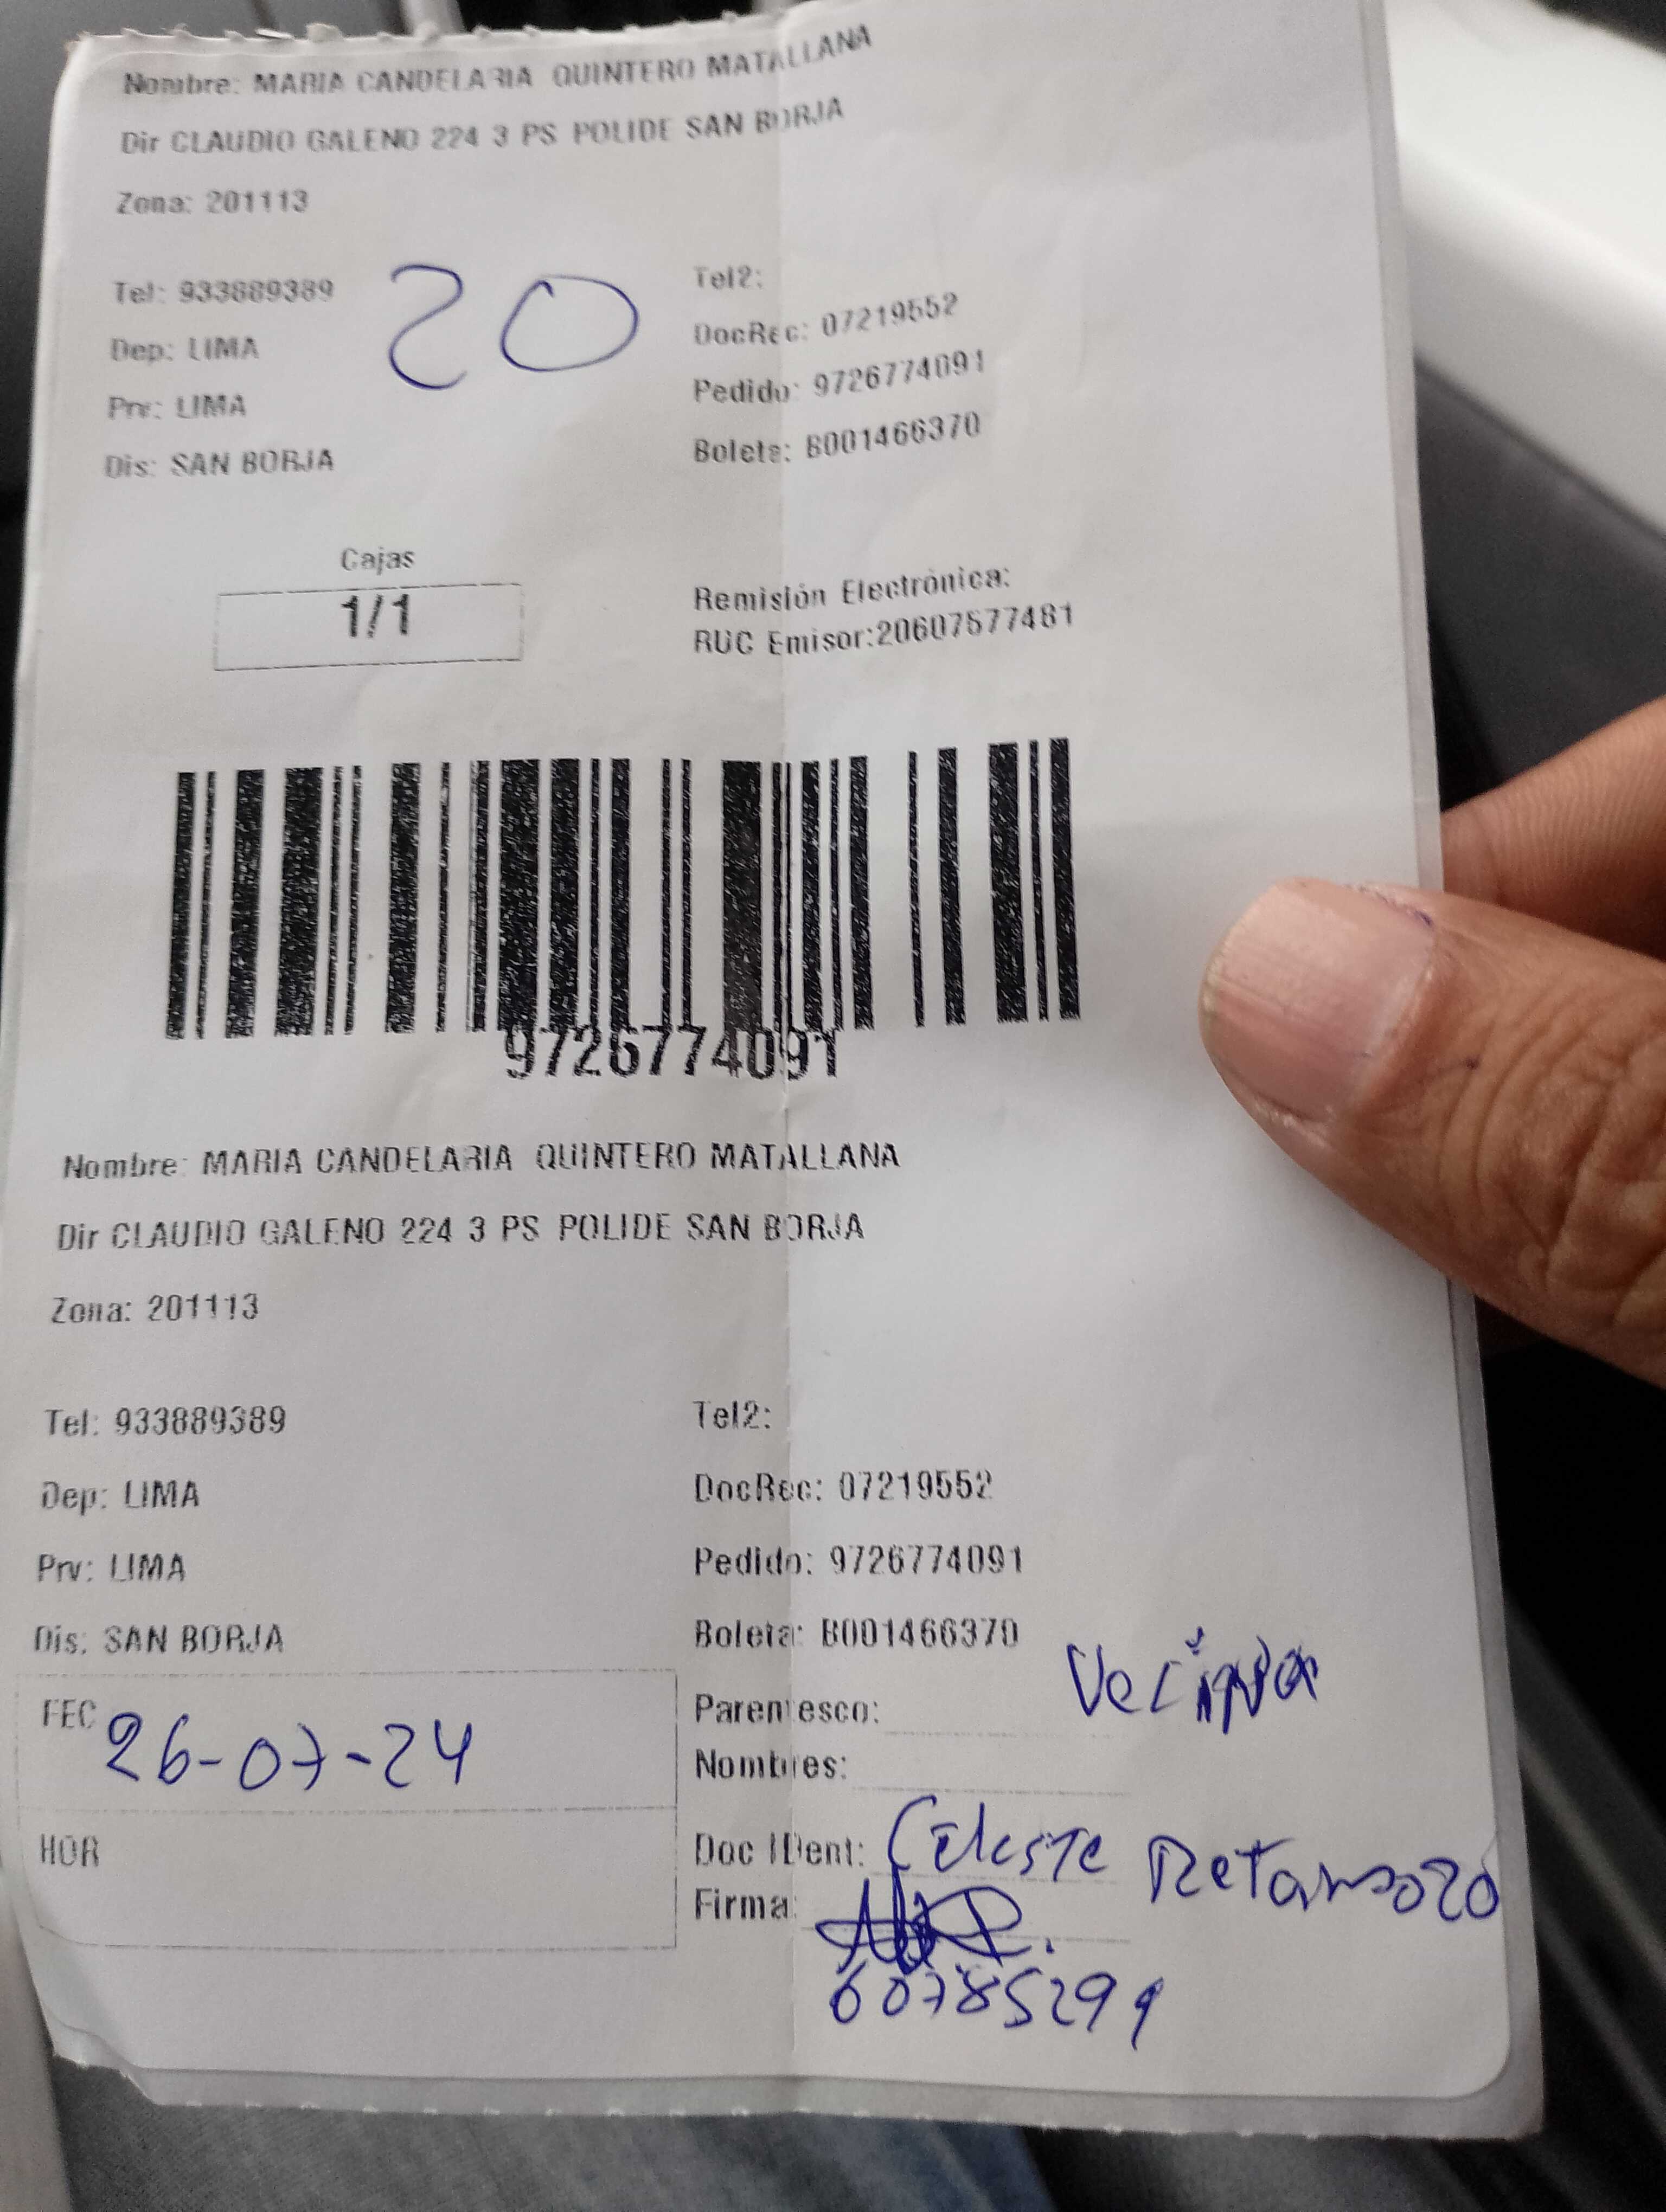 Nombre: MARIA CANDELARIA QUINTERO MATALLANA
Dir CLAUDIO GALENO 224 3 PS POLIDE SAN BORJA
Zona: 201113
20
Tel: 933889389
Tel2:
Dep: LIMA
DocRec: 07219552
Prv: LIMA
Pedido: 9726774091
Dis: SAN BORJA
Boleta: B001466370
Cajas
1/1
Remisión Electrónica:
RUC Emisor:20607577481
9726774091
Nombre: MARIA CANDELARIA QUINTERO MATALLANA
Dir CLAUDIO GALENO 224 3 PS POLIDE SAN BORJA
Zona: 201113
Tel: 933889389
Tel2:
Dep: LIMA
DocRec: 07219552
Prv: LIMA
Pedido: 9726774091
Dis: SAN BORJA
Boleta: B001466370
FEC 26-07-24
Parentesco: Vecina
Nombres:
HOR
Doc IDent: Celeste
Firma:
60785299